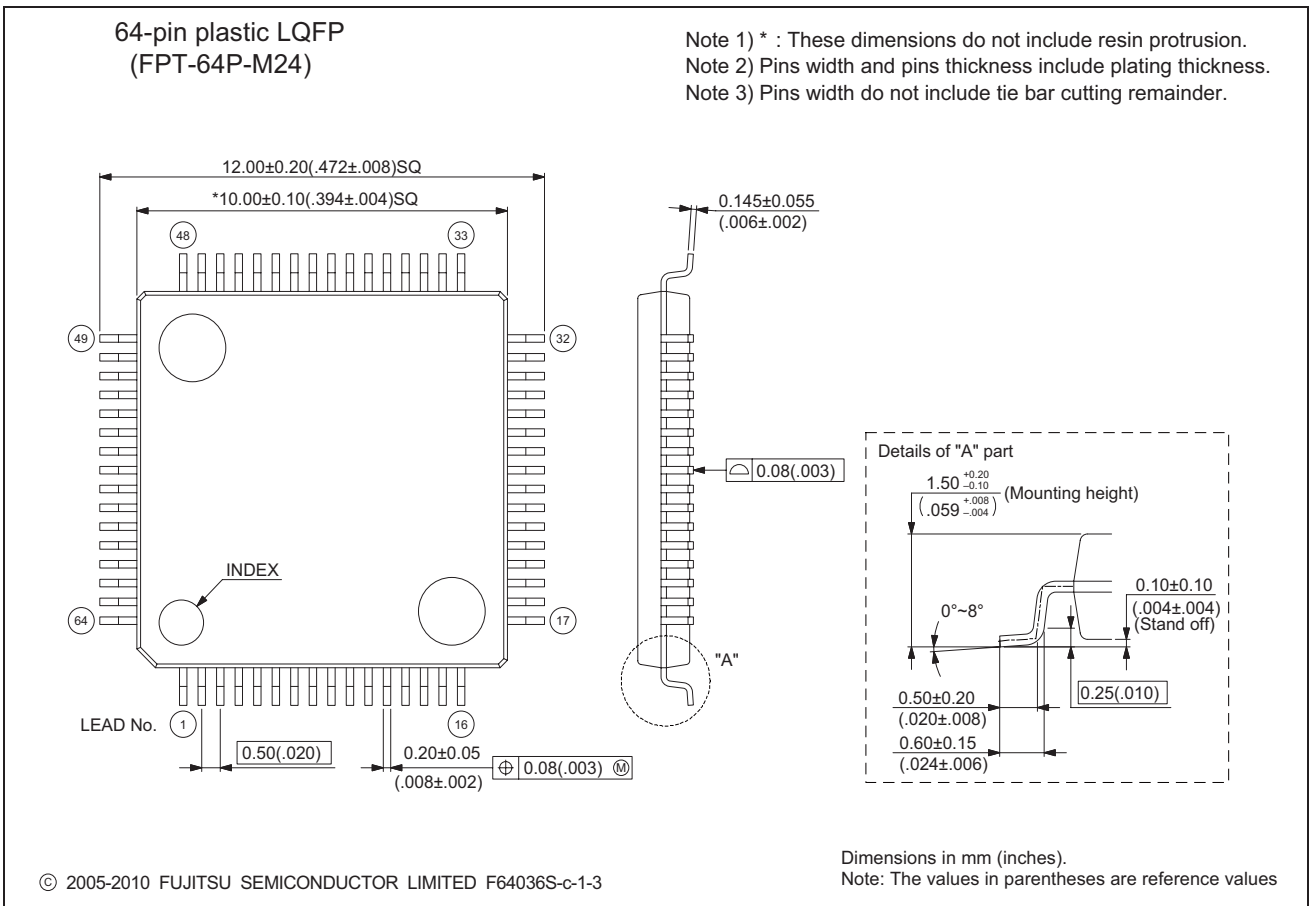 64-pin plastic LQFP
(FPT-64P-M24)
Note 1) * : These dimensions do not include resin protrusion.
Note 2) Pins width and pins thickness include plating thickness.
Note 3) Pins width do not include tie bar cutting remainder.
12.00±0.20(.472±.008)SQ
*10.00±0.10(.394±.004)SQ
0.145±0.055
(.006±.002)
48
33
49
32
0.08(.003)
Details of "A" part
1.50 +0.20 –0.10
(.059 +.008 –.004)
(Mounting height)
INDEX
0°~8°
0.10±0.10
(.004±.004)
(Stand off)
64
17
"A"
0.25(.010)
0.50±0.20
(.020±.008)
0.60±0.15
(.024±.006)
LEAD No.
1
16
0.50(.020)
0.20±0.05
(.008±.002)
⌖ 0.08(.003) Ⓜ
Dimensions in mm (inches).
Note: The values in parentheses are reference values
© 2005-2010 FUJITSU SEMICONDUCTOR LIMITED F64036S-c-1-3